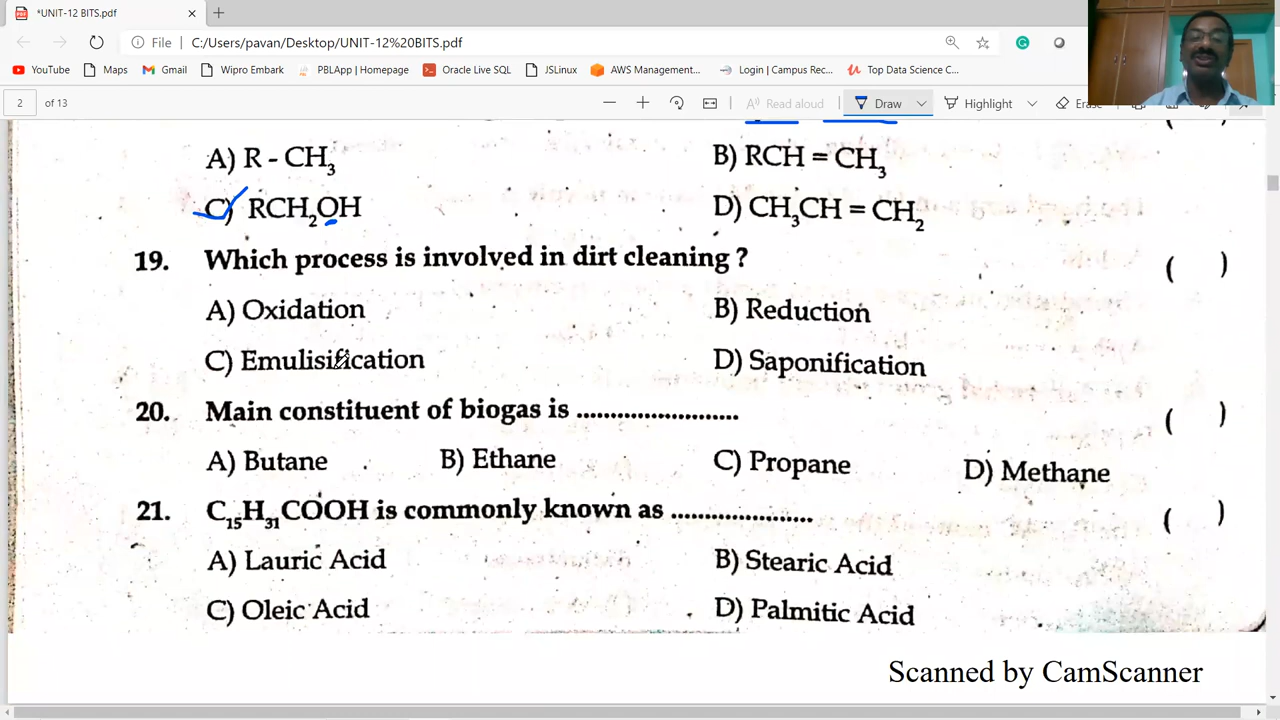 *UNIT-12 BITS.pdf
File C:/Users/pavan/Desktop/UNIT-12%20BITS.pdf
YouTube Maps Gmail Wipro Embark PBLApp | Homepage Oracle Live SQL JSLinux AWS Management... Login | Campus Rec... Top Data Science C...
2 of 13 Read aloud Draw Highlight Erase
A) R - CH₃ B) RCH = CH₃
C) RCH₂OH D) CH₃CH = CH₂
19. Which process is involved in dirt cleaning ? ( )
A) Oxidation B) Reduction
C) Emulisification D) Saponification
20. Main constituent of biogas is ........................ ( )
A) Butane B) Ethane C) Propane D) Methane
21. C₁₅H₃₁COOH is commonly known as ..................... ( )
A) Lauric Acid B) Stearic Acid
C) Oleic Acid D) Palmitic Acid
Scanned by CamScanner